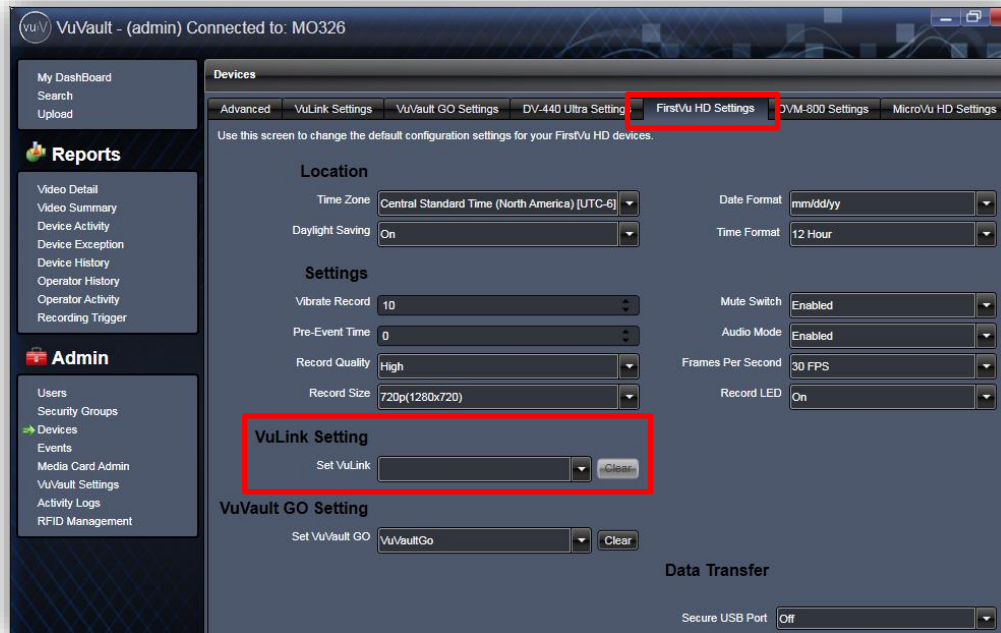 vuV VuVault - (admin) Connected to: MO326
My DashBoard
Search
Upload
Reports
Video Detail
Video Summary
Device Activity
Device Exception
Device History
Operator History
Operator Activity
Recording Trigger
Admin
Users
Security Groups
Devices
Events
Media Card Admin
VuVault Settings
Activity Logs
RFID Management
Devices
Advanced VuLink Settings VuVault GO Settings DV-440 Ultra Settings FirstVu HD Settings DVM-800 Settings MicroVu HD Settings
Use this screen to change the default configuration settings for your FirstVu HD devices.
Location
Time Zone Central Standard Time (North America) [UTC-6] Date Format mm/dd/yy
Daylight Saving On Time Format 12 Hour
Settings
Vibrate Record 10 Mute Switch Enabled
Pre-Event Time 0 Audio Mode Enabled
Record Quality High Frames Per Second 30 FPS
Record Size 720p(1280x720) Record LED On
VuLink Setting
Set VuLink Clear
VuVault GO Setting
Set VuVault GO VuVaultGo Clear
Data Transfer
Secure USB Port Off